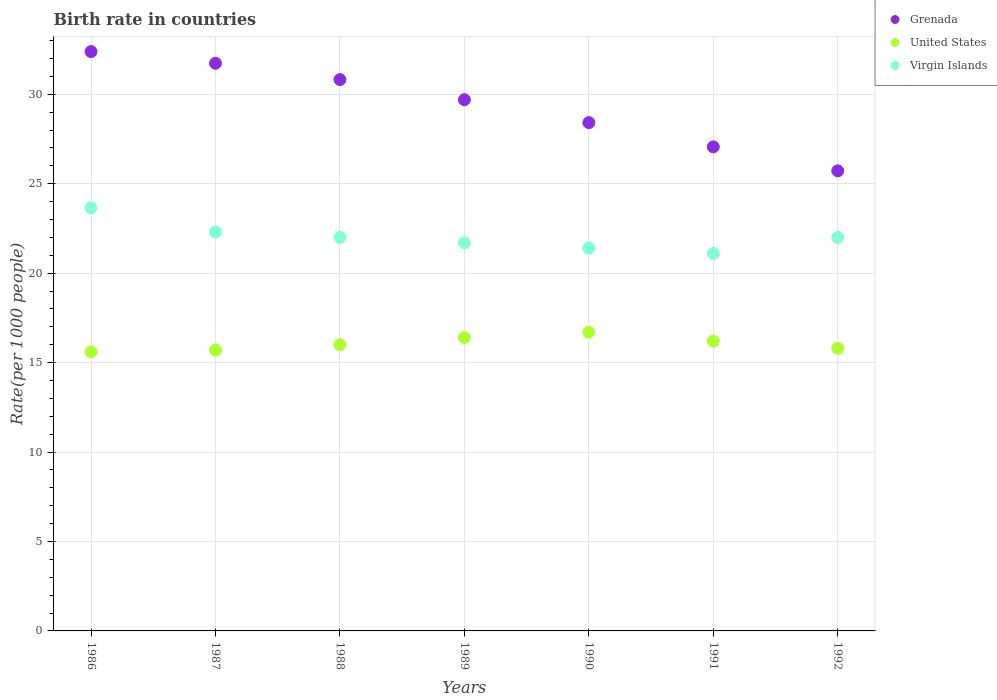 Birth rate in countries
Grenada
United States
Virgin Islands
Rate(per 1000 people)
30
25
20
15
10
5
0
1986
1987
1988
1989
1990
1991
1992
Years